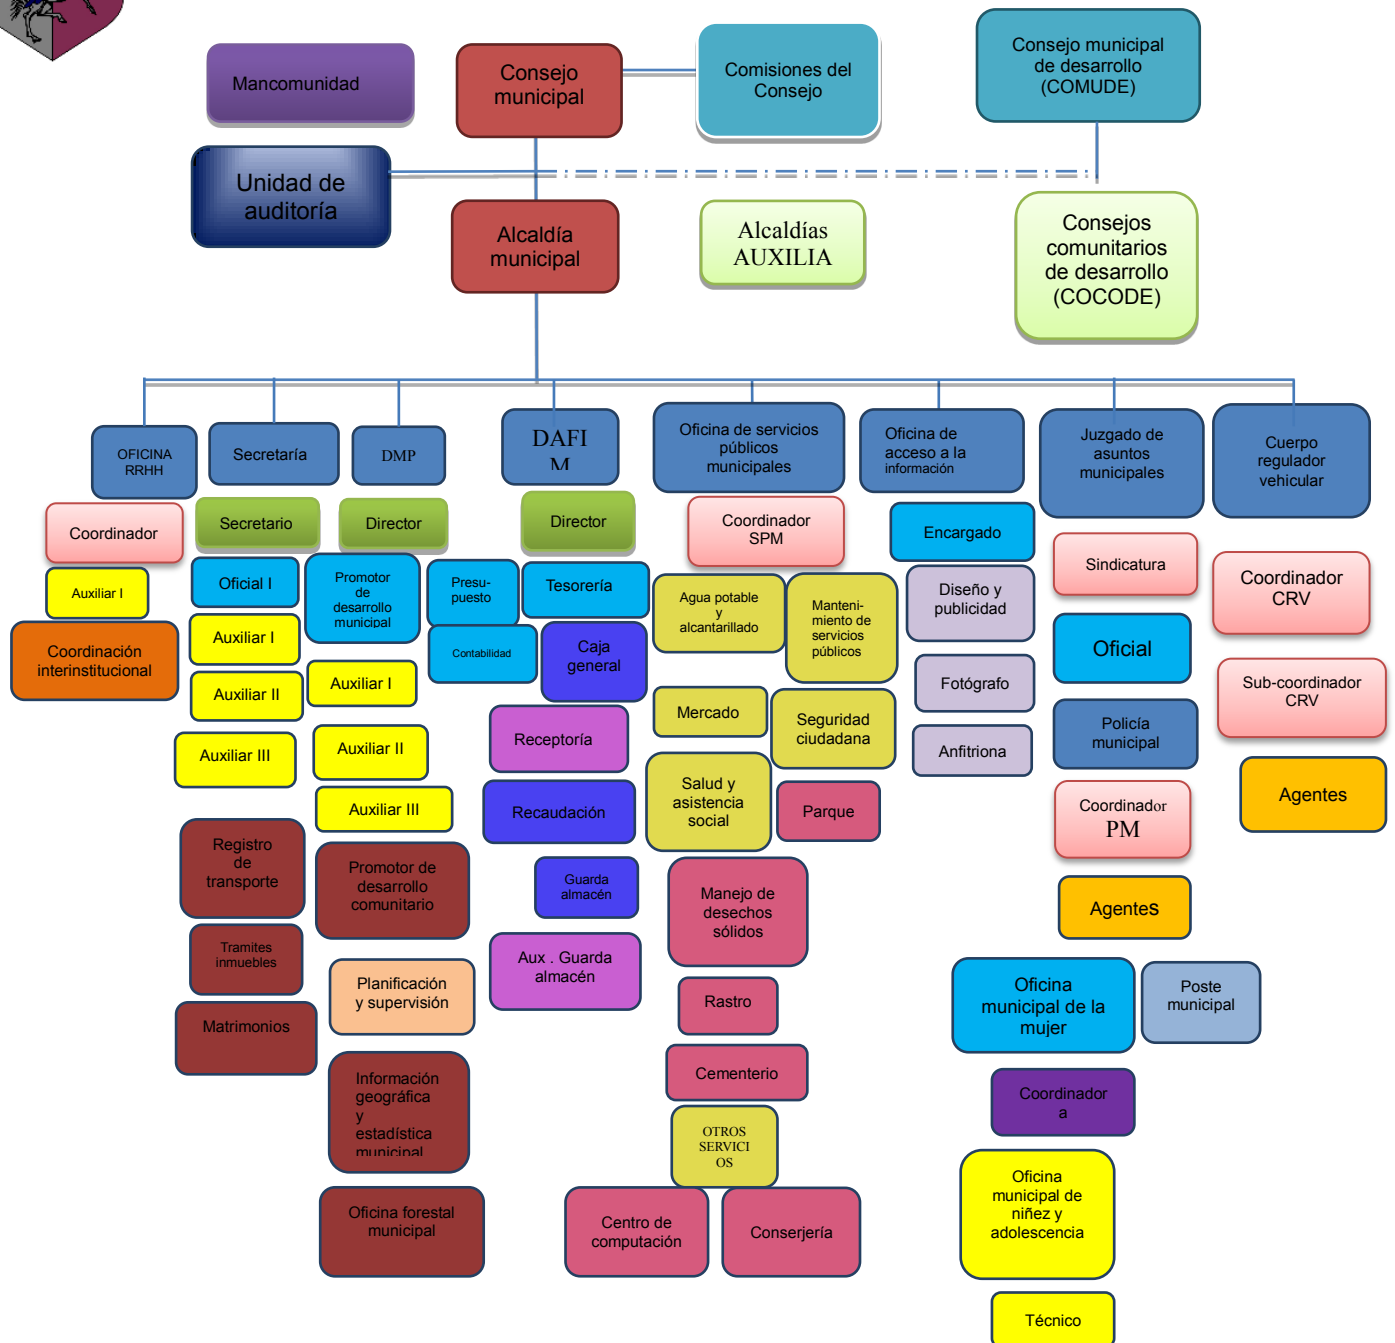 Mancomunidad
Consejo
municipal
Comisiones del
Consejo
Consejo municipal
de desarrollo
(COMUDE)
Unidad de
auditoría
Alcaldía
municipal
Alcaldías
AUXILIA
Consejos
comunitarios
de desarrollo
(COCODE)
OFICINA
RRHH
Secretaría
DMP
DAFI
M
Oficina de servicios
públicos
municipales
Oficina de
acceso a la
información
Juzgado de
asuntos
municipales
Cuerpo
regulador
vehicular
Coordinador
Auxiliar I
Coordinación
interinstitucional
Secretario
Oficial I
Auxiliar I
Auxiliar II
Auxiliar III
Registro
de
transporte
Tramites
inmuebles
Matrimonios
Director
Promotor
de
desarrollo
municipal
Auxiliar I
Auxiliar II
Auxiliar III
Promotor de
desarrollo
comunitario
Planificación
y supervisión
Información
geográfica
y
estadística
municipal
Oficina forestal
municipal
Director
Presu-
puesto
Contabilidad
Tesorería
Caja
general
Receptoría
Recaudación
Guarda
almacén
Aux . Guarda
almacén
Coordinador
SPM
Agua potable
y
alcantarillado
Manteni-
miento de
servicios
públicos
Mercado
Seguridad
ciudadana
Salud y
asistencia
social
Parque
Manejo de
desechos
sólidos
Rastro
Cementerio
OTROS
SERVICI
OS
Centro de
computación
Conserjería
Encargado
Diseño y
publicidad
Fotógrafo
Anfitriona
Sindicatura
Oficial
Policía
municipal
Coordinador
PM
Agentes
Oficina
municipal de la
mujer
Poste
municipal
Coordinador
a
Oficina
municipal de
niñez y
adolescencia
Técnico
Coordinador
CRV
Sub-coordinador
CRV
Agentes